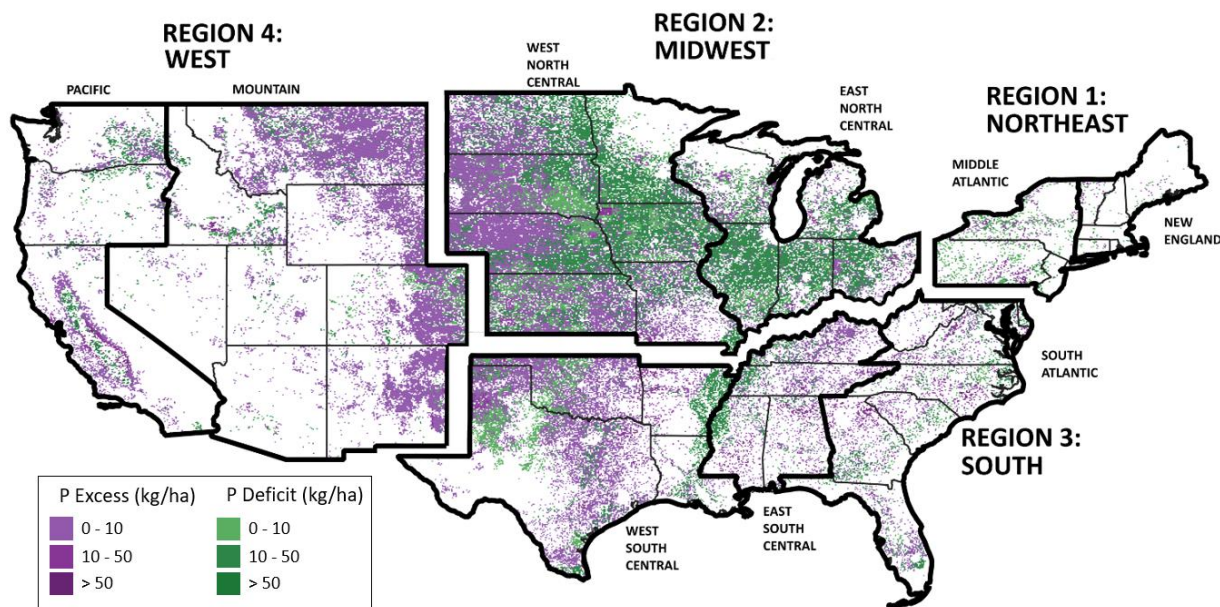 REGION 4:
WEST
PACIFIC
MOUNTAIN
REGION 2:
MIDWEST
WEST
NORTH
CENTRAL
EAST
NORTH
CENTRAL
REGION 1:
NORTHEAST
MIDDLE
ATLANTIC
NEW
ENGLAND
SOUTH
ATLANTIC
REGION 3:
SOUTH
EAST
SOUTH
CENTRAL
WEST
SOUTH
CENTRAL
P Excess (kg/ha) P Deficit (kg/ha)
0 - 10 0 - 10
10 - 50 10 - 50
> 50 > 50